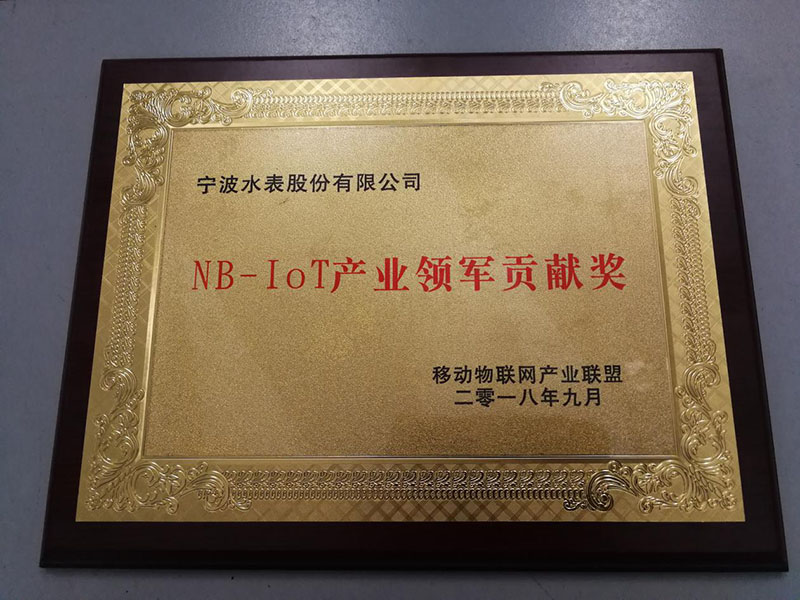 宁波水表股份有限公司
NB-IoT产业领军贡献奖
移动物联网产业联盟
二零一八年九月